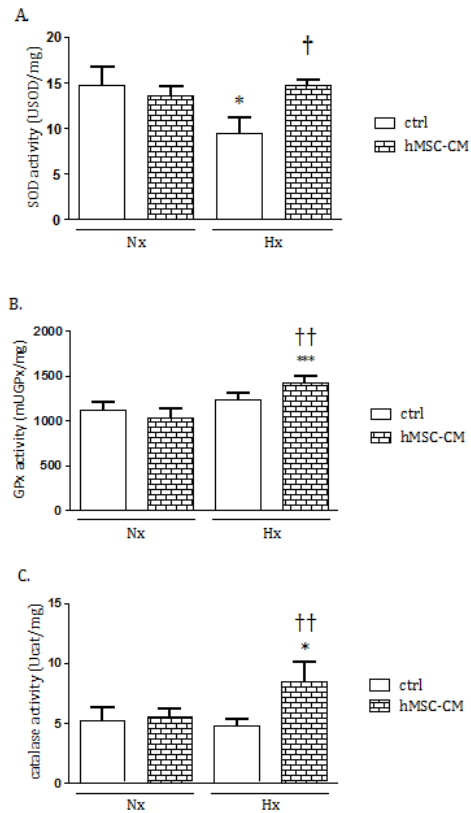 A.
SOD activity (USOD/mg)
20
15
10
5
0
*
†
Nx
Hx
ctrl
hMSC-CM
B.
GPx activity (mUGPx/mg)
2000
1500
1000
500
0
††
***
Nx
Hx
ctrl
hMSC-CM
C.
catalase activity (Ucat/mg)
15
10
5
0
††
*
Nx
Hx
ctrl
hMSC-CM